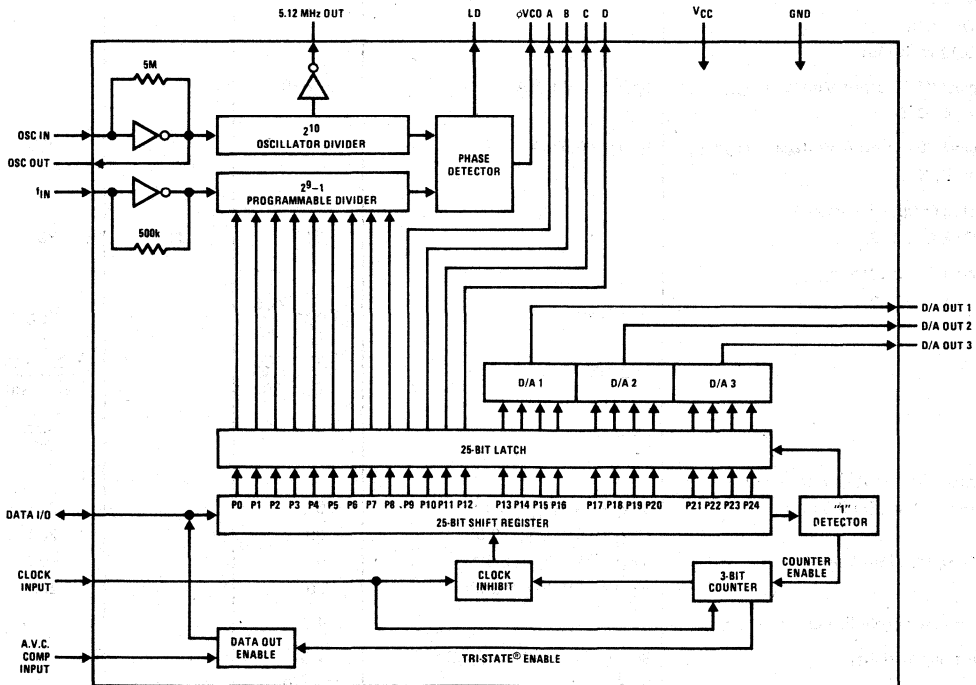 5.12 MHz OUT
LD
φVCO A B C D
VCC
GND
5M
OSC IN
OSC OUT
2^10
OSCILLATOR DIVIDER
PHASE
DETECTOR
fIN
2^9–1
PROGRAMMABLE DIVIDER
500k
D/A OUT 1
D/A OUT 2
D/A OUT 3
D/A 1
D/A 2
D/A 3
25-BIT LATCH
P0 P1 P2 P3 P4 P5 P6 P7 P8 P9 P10 P11 P12 P13 P14 P15 P16 P17 P18 P19 P20 P21 P22 P23 P24
25-BIT SHIFT REGISTER
DATA I/O
"1"
DETECTOR
CLOCK
INPUT
CLOCK
INHIBIT
3-BIT
COUNTER
COUNTER
ENABLE
A.V.C.
COMP
INPUT
DATA OUT
ENABLE
TRI-STATE® ENABLE